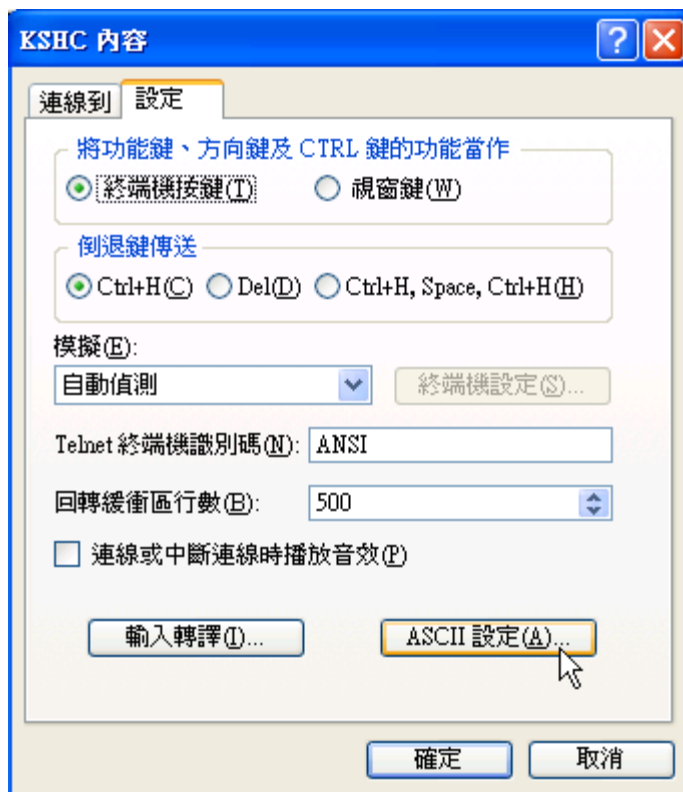 KSHC 內容
連線到 設定
將功能鍵、方向鍵及 CTRL 鍵的功能當作
終端機按鍵(T) 視窗鍵(W)
倒退鍵傳送
Ctrl+H(C) Del(D) Ctrl+H, Space, Ctrl+H(H)
模擬(E):
自動偵測 終端機設定(S)...
Telnet 終端機識別碼(N): ANSI
回轉緩衝區行數(B): 500
連線或中斷連線時播放音效(P)
輸入轉譯(I)... ASCII 設定(A)...
確定 取消